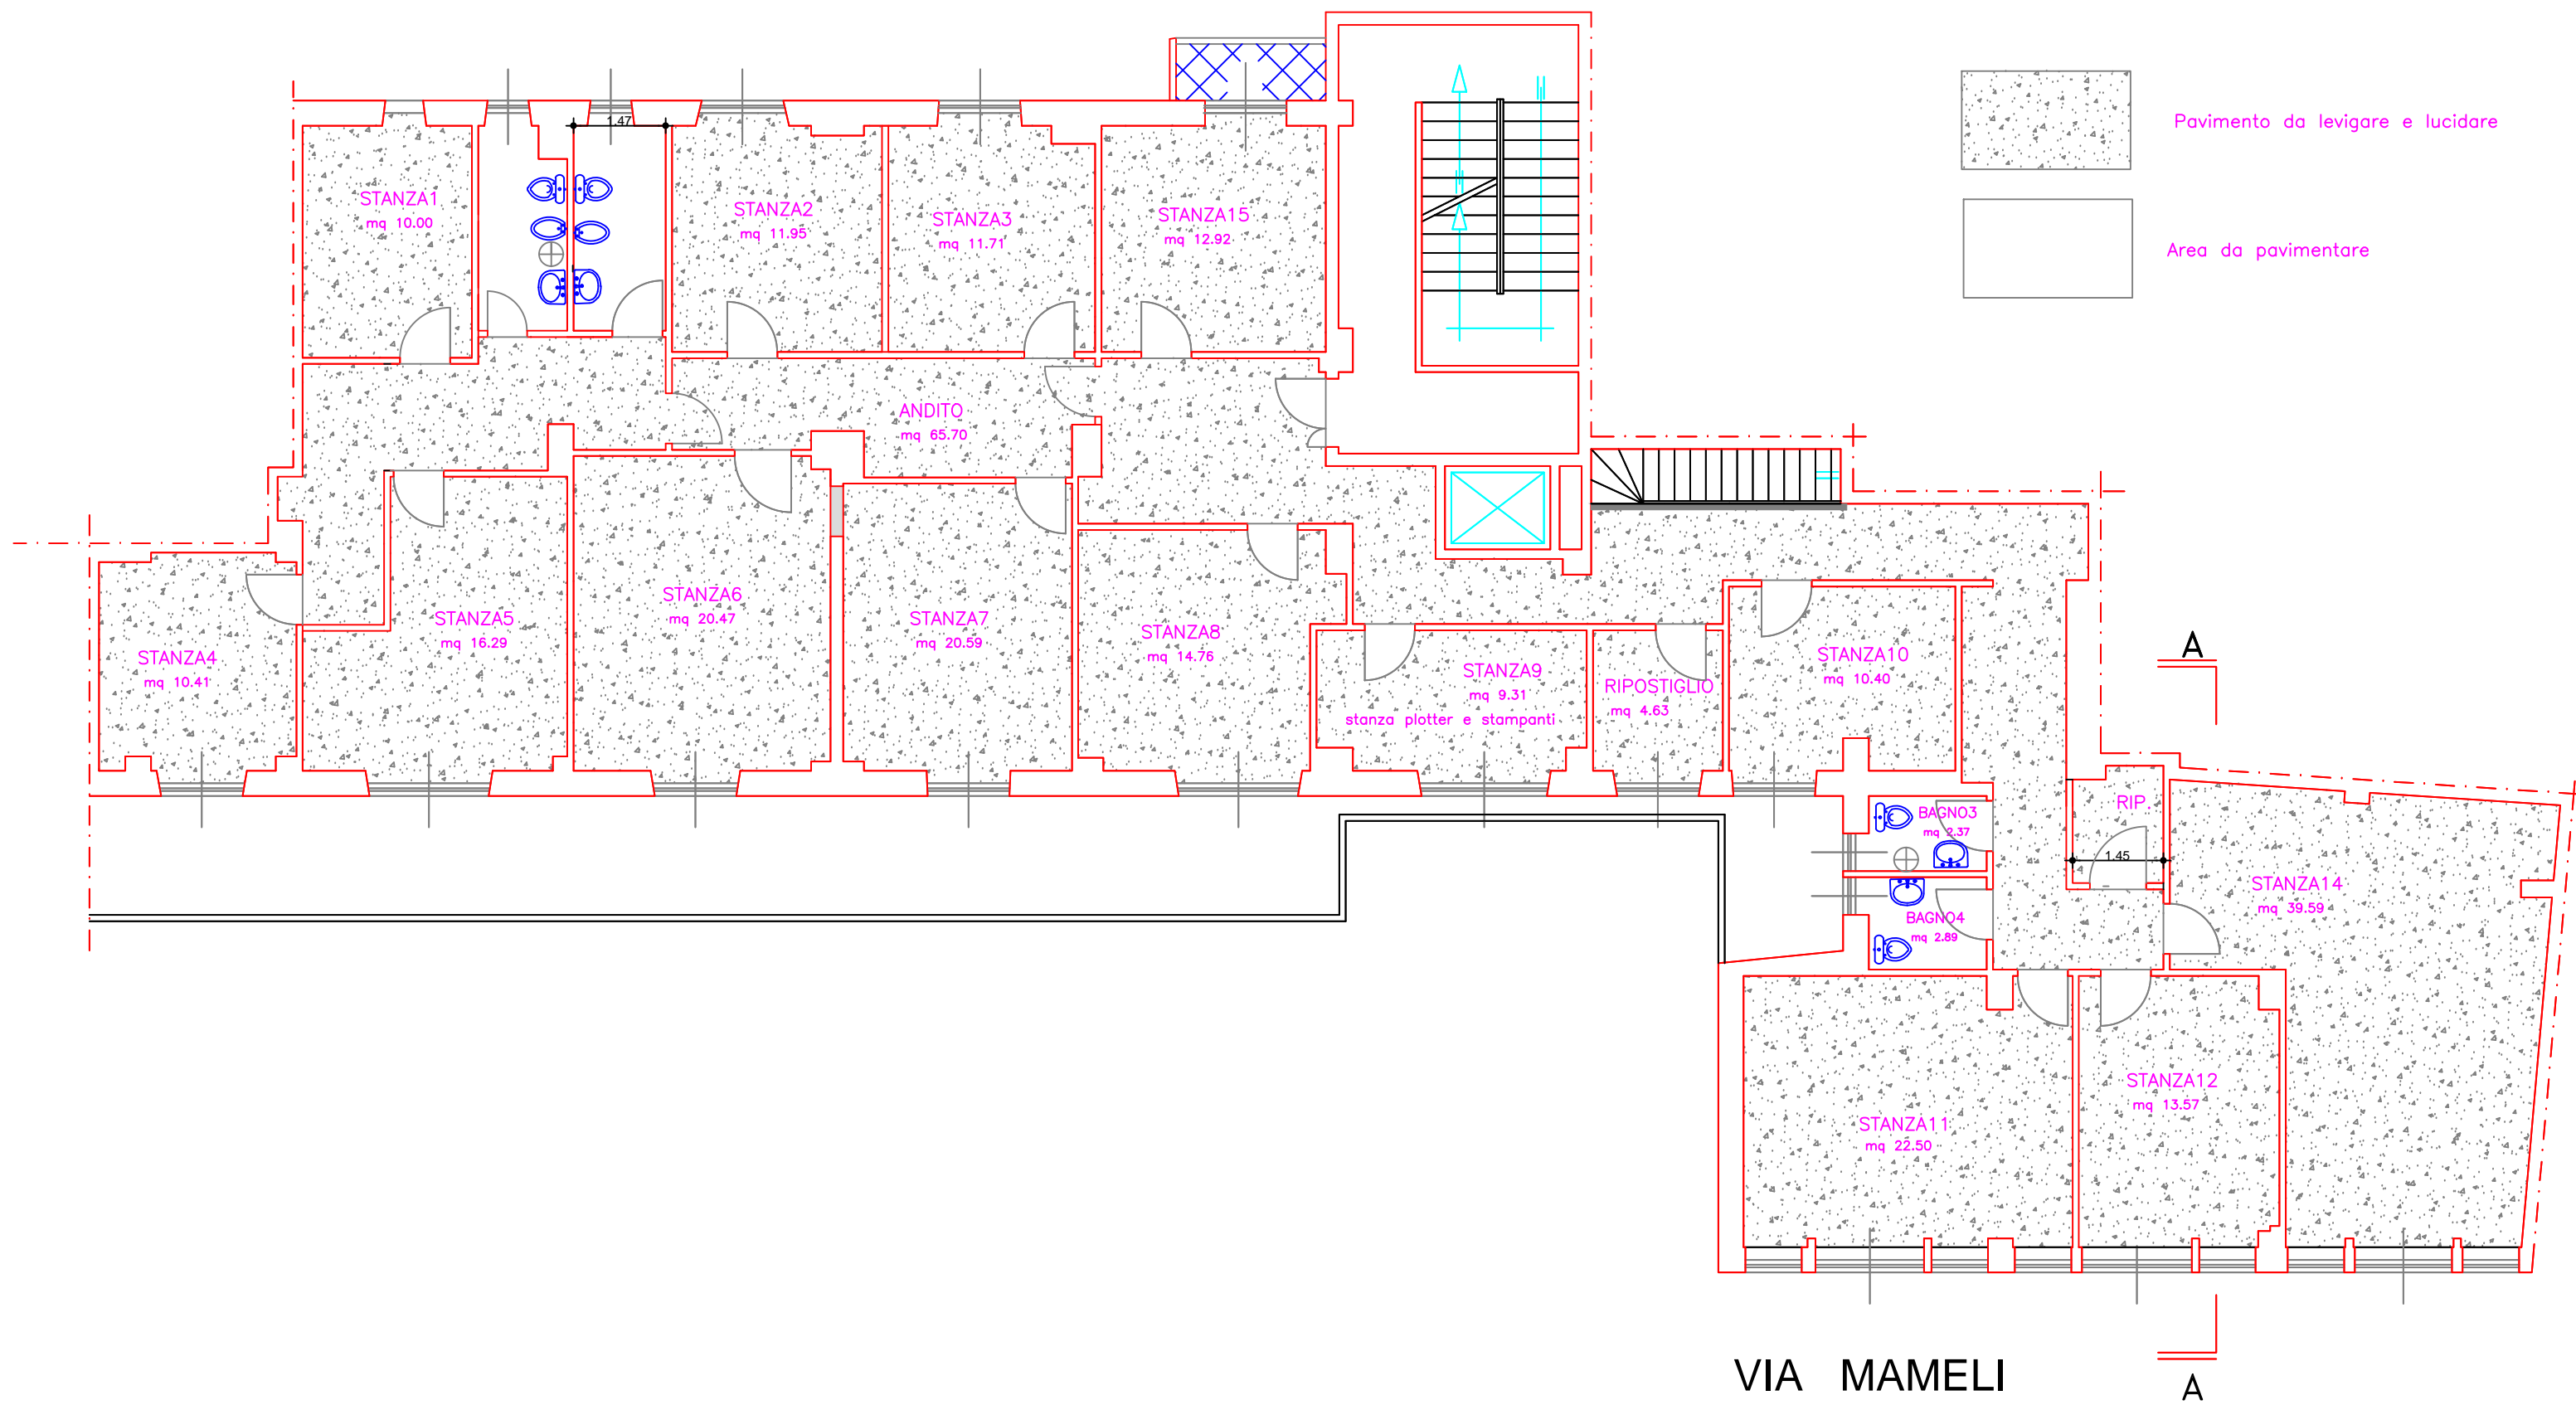 1.47
Pavimento da levigare e lucidare
STANZA1
mq 10.00
STANZA2
mq 11.95
STANZA3
mq 11.71
STANZA15
mq 12.92
Area da pavimentare
ANDITO
mq 65.70
STANZA4
mq 10.41
STANZA5
mq 16.29
STANZA6
mq 20.47
STANZA7
mq 20.59
STANZA8
mq 14.76
STANZA9
mq 9.31
stanza plotter e stampanti
RIPOSTIGLIO
mq 4.63
STANZA10
mq 10.40
A
RIP.
BAGNO3
mq 2.37
1.45
STANZA14
mq 39.59
BAGNO4
mq 2.89
STANZA11
mq 22.50
STANZA12
mq 13.57
VIA MAMELI
A